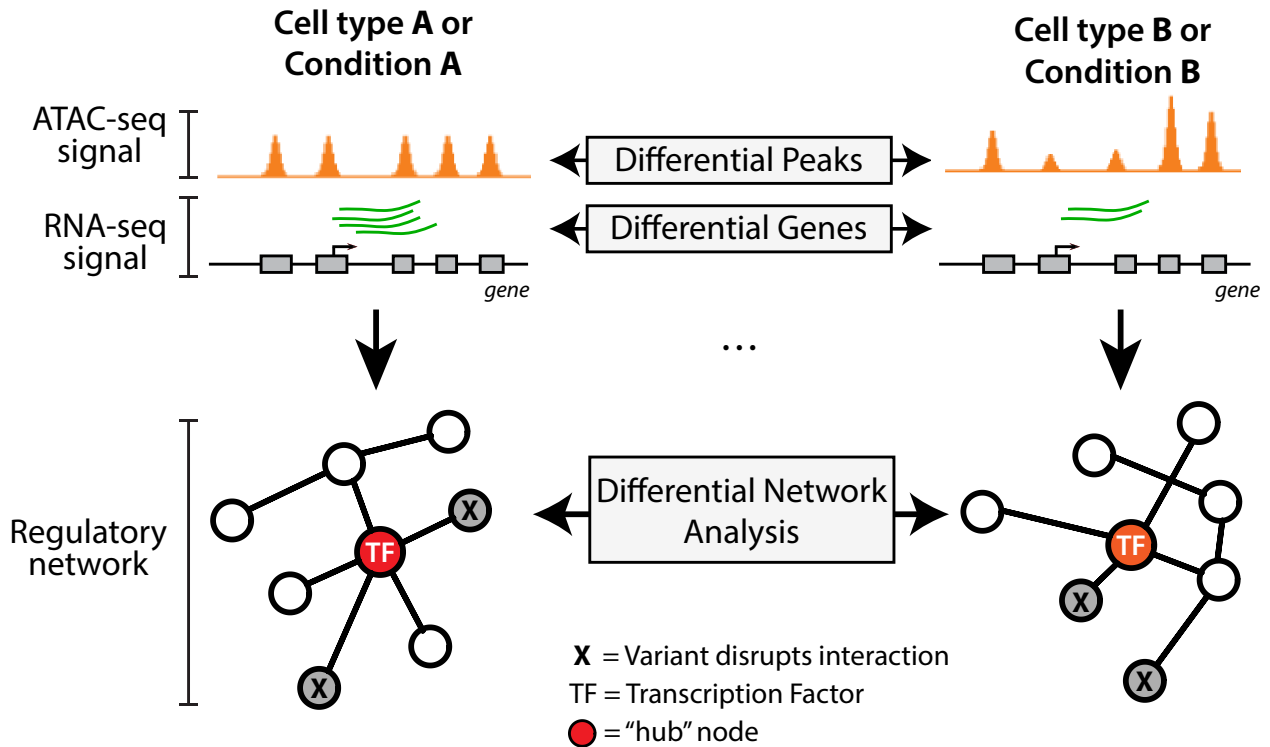 Cell type A or
Condition A
Cell type B or
Condition B
ATAC-seq
signal
Differential Peaks
RNA-seq
signal
Differential Genes
gene
gene
...
Regulatory
network
X
TF
X
Differential Network
Analysis
TF
X
X
X = Variant disrupts interaction
TF = Transcription Factor
= “hub” node